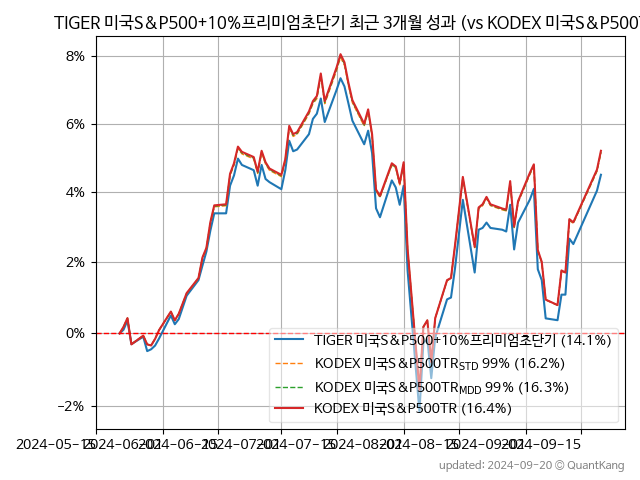 TIGER 미국S&P500+10%프리미엄초단기 최근 3개월 성과 (vs KODEX 미국S&P500T
8%
6%
4%
2%
0%
−2%
TIGER 미국S&P500+10%프리미엄초단기 (14.1%)
KODEX 미국S&P500TR_STD 99% (16.2%)
KODEX 미국S&P500TR_MDD 99% (16.3%)
KODEX 미국S&P500TR (16.4%)
2024-05-15 2024-06-01 2024-06-15 2024-07-01 2024-07-15 2024-08-01 2024-08-15 2024-09-01 2024-09-15
updated: 2024-09-20 © QuantKang